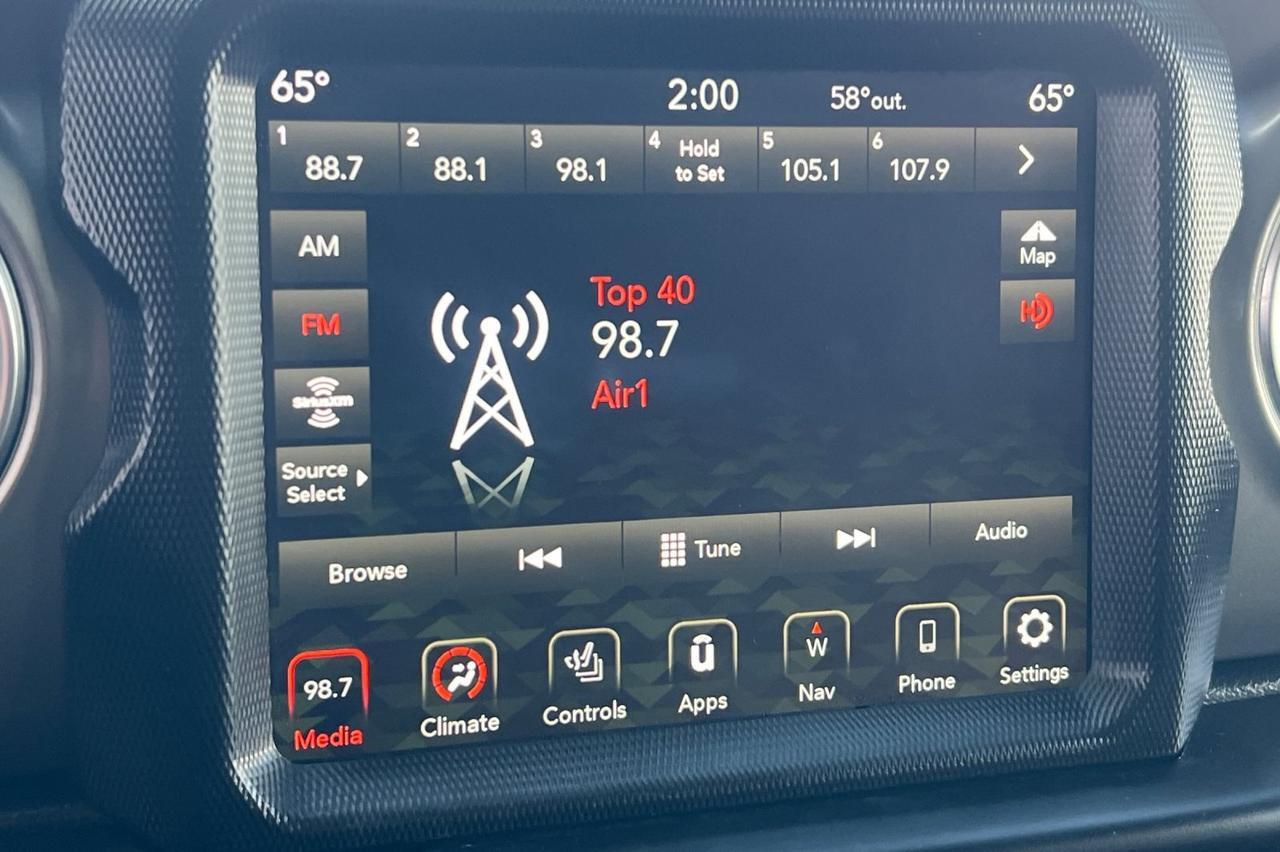 65° 2:00 58°out. 65°
1 88.7 2 88.1 3 98.1 4 Hold to Set 5 105.1 6 107.9
AM
FM
SiriusXM
Source
Select
Top 40
98.7
Air1
Map
HD
Browse Tune Audio
98.7 W
Media Climate Controls Apps Nav Phone Settings